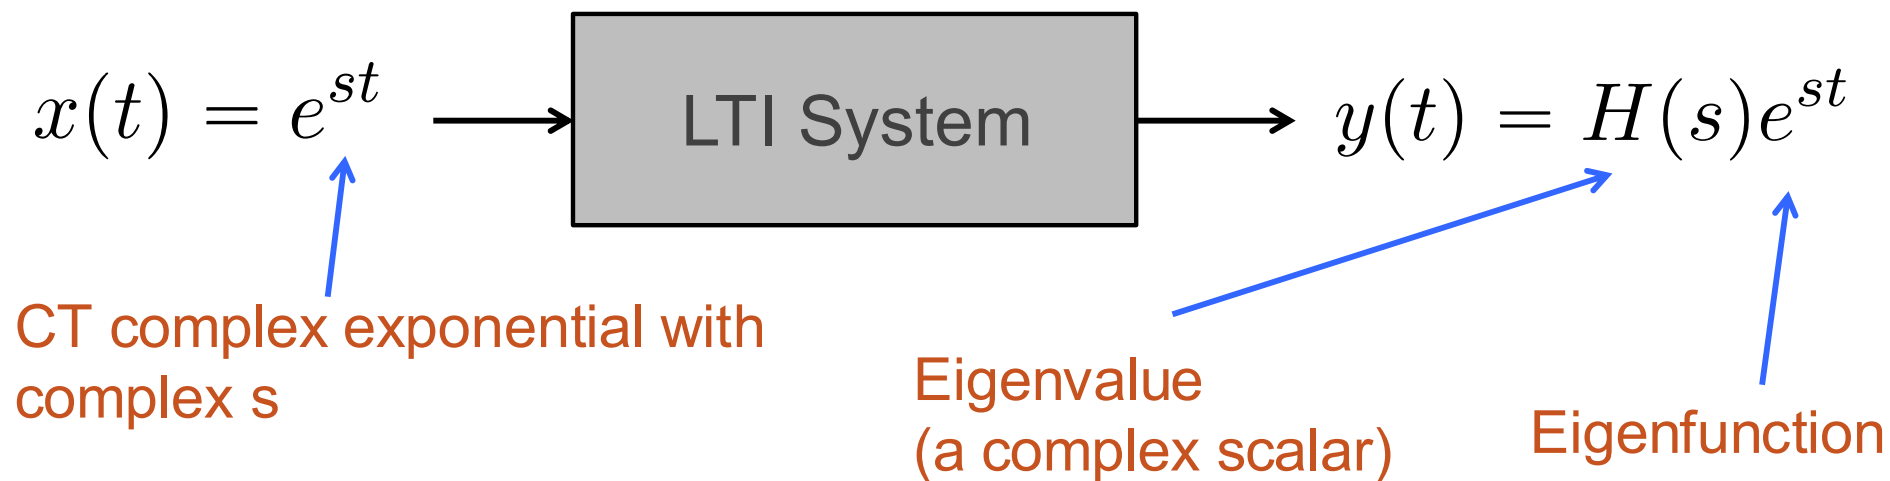 x(t) = e^{st}
LTI System
y(t) = H(s)e^{st}
CT complex exponential with
complex s
Eigenvalue
(a complex scalar)
Eigenfunction